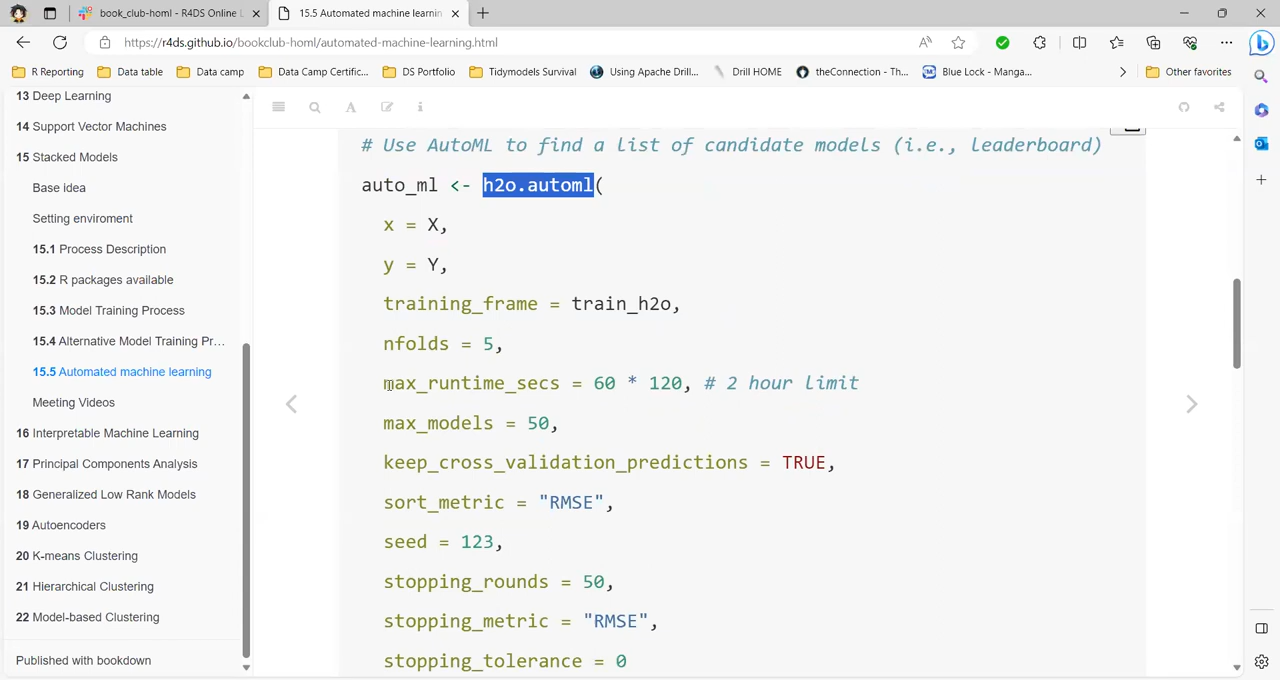 book_club-homl - R4DS Online L
15.5 Automated machine learnin
https://r4ds.github.io/bookclub-homl/automated-machine-learning.html
R Reporting
Data table
Data camp
Data Camp Certific...
DS Portfolio
Tidymodels Survival
Using Apache Drill...
Drill HOME
theConnection - Th...
Blue Lock - Manga...
Other favorites
13 Deep Learning
14 Support Vector Machines
15 Stacked Models
Base idea
Setting enviroment
15.1 Process Description
15.2 R packages available
15.3 Model Training Process
15.4 Alternative Model Training Pr...
15.5 Automated machine learning
Meeting Videos
16 Interpretable Machine Learning
17 Principal Components Analysis
18 Generalized Low Rank Models
19 Autoencoders
20 K-means Clustering
21 Hierarchical Clustering
22 Model-based Clustering
Published with bookdown
# Use AutoML to find a list of candidate models (i.e., leaderboard)
auto_ml <- h2o.automl(
x = X,
y = Y,
training_frame = train_h2o,
nfolds = 5,
max_runtime_secs = 60 * 120, # 2 hour limit
max_models = 50,
keep_cross_validation_predictions = TRUE,
sort_metric = "RMSE",
seed = 123,
stopping_rounds = 50,
stopping_metric = "RMSE",
stopping_tolerance = 0